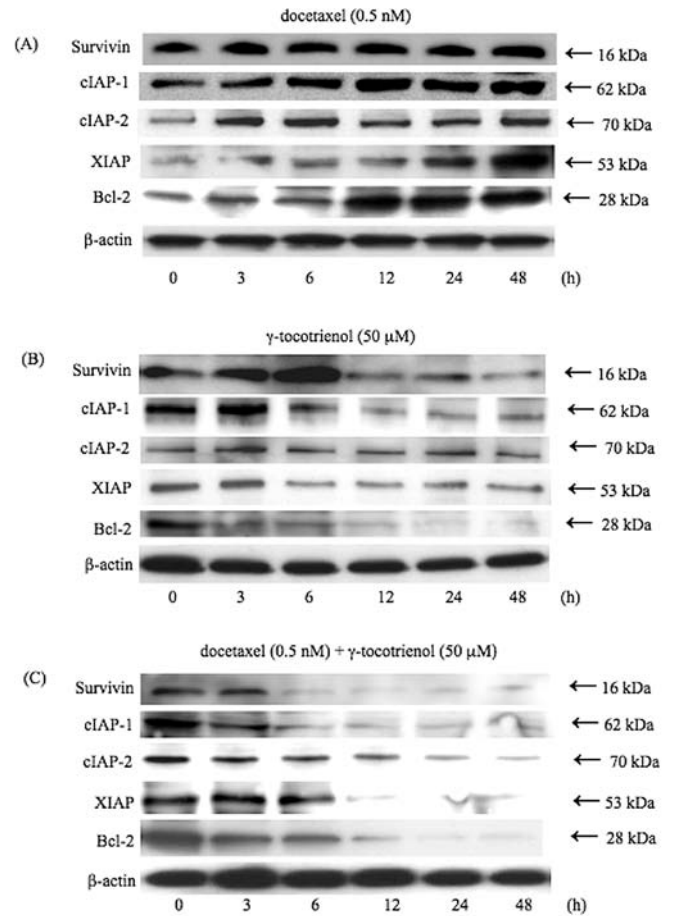 docetaxel (0.5 nM)
(A)
Survivin ← 16 kDa
cIAP-1 ← 62 kDa
cIAP-2 ← 70 kDa
XIAP ← 53 kDa
Bcl-2 ← 28 kDa
β-actin
0 3 6 12 24 48 (h)
γ-tocotrienol (50 μM)
(B)
Survivin ← 16 kDa
cIAP-1 ← 62 kDa
cIAP-2 ← 70 kDa
XIAP ← 53 kDa
Bcl-2 ← 28 kDa
β-actin
0 3 6 12 24 48 (h)
docetaxel (0.5 nM) + γ-tocotrienol (50 μM)
(C)
Survivin ← 16 kDa
cIAP-1 ← 62 kDa
cIAP-2 ← 70 kDa
XIAP ← 53 kDa
Bcl-2 ← 28 kDa
β-actin
0 3 6 12 24 48 (h)